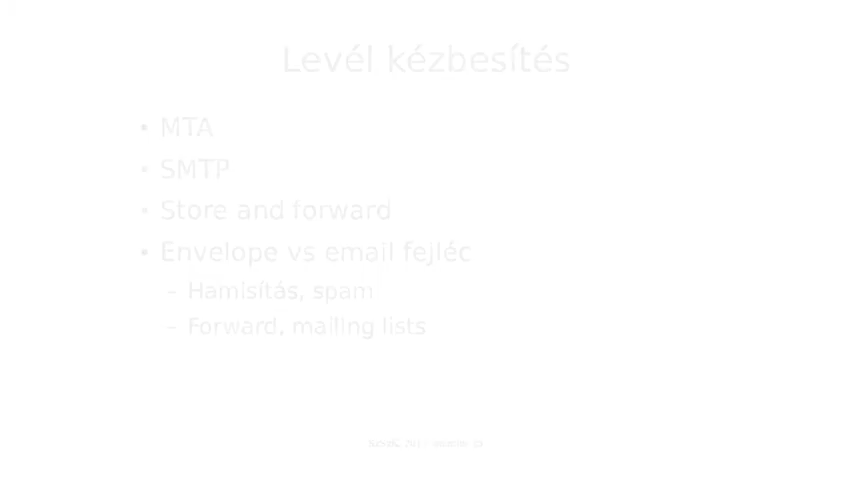 Levél kézbesítés
▪ MTA
▪ SMTP
▪ Store and forward
▪ Envelope vs email fejléc
– Hamisítás, spam
– Forward, mailing lists